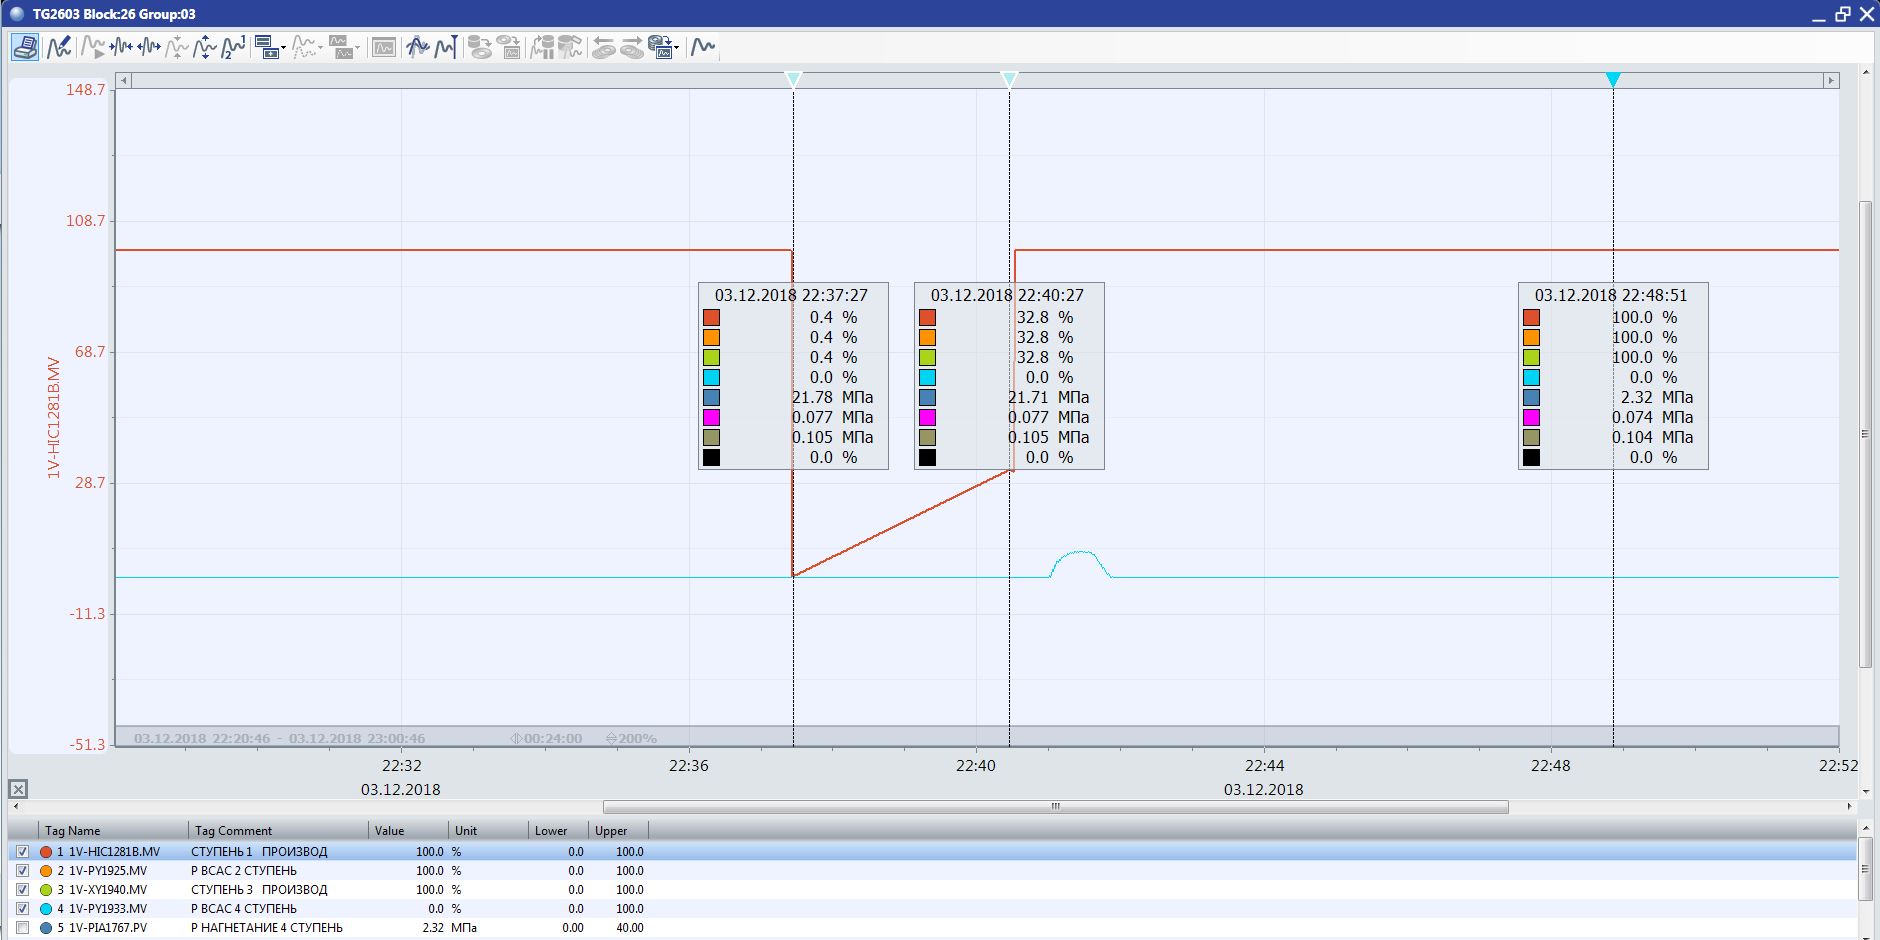 TG2603 Block:26 Group:03
148.7
108.7
68.7
28.7
-11.3
-51.3
1V-HIC1281B.MV
03.12.2018 22:37:27
0.4 %
0.4 %
0.4 %
0.0 %
21.78 МПа
0.077 МПа
0.105 МПа
0.0 %
03.12.2018 22:40:27
32.8 %
32.8 %
32.8 %
0.0 %
21.71 МПа
0.077 МПа
0.105 МПа
0.0 %
03.12.2018 22:48:51
100.0 %
100.0 %
100.0 %
0.0 %
2.32 МПа
0.074 МПа
0.104 МПа
0.0 %
03.12.2018 22:20:46 - 03.12.2018 23:00:46 00:24:00 200%
22:32 22:36 22:40 22:44 22:48 22:52
03.12.2018 03.12.2018
Tag Name Tag Comment Value Unit Lower Upper
1 1V-HIC1281B.MV СТУПЕНЬ 1 ПРОИЗВОД 100.0 % 0.0 100.0
2 1V-PY1925.MV Р ВСАС 2 СТУПЕНЬ 100.0 % 0.0 100.0
3 1V-XY1940.MV СТУПЕНЬ 3 ПРОИЗВОД 100.0 % 0.0 100.0
4 1V-PY1933.MV Р ВСАС 4 СТУПЕНЬ 0.0 % 0.0 100.0
5 1V-PIA1767.PV Р НАГНЕТАНИЕ 4 СТУПЕНЬ 2.32 МПа 0.00 40.00